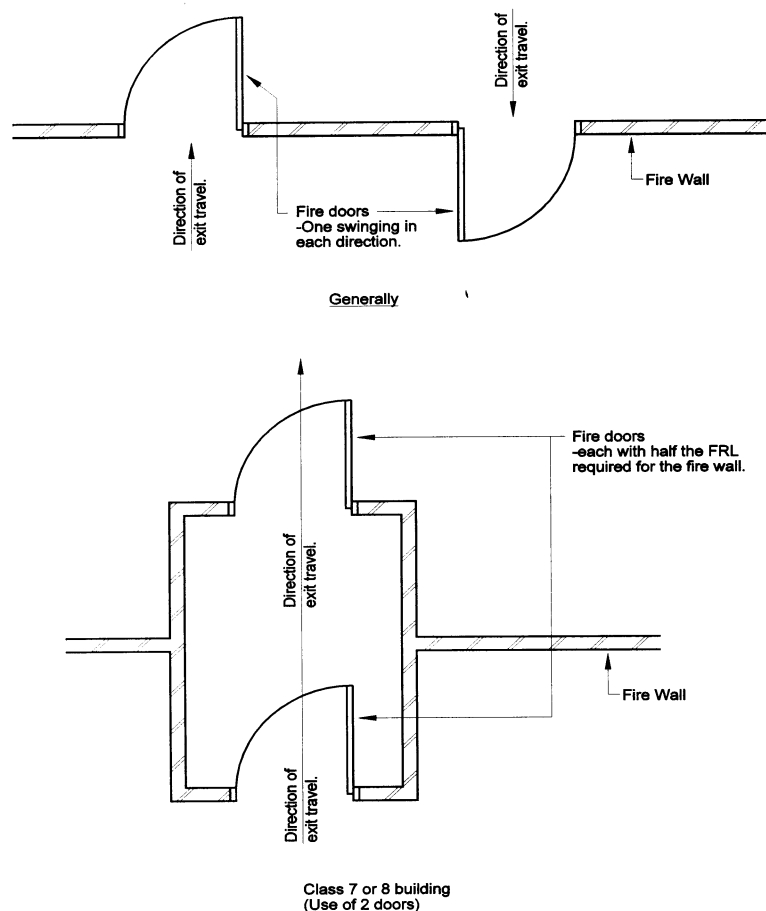 Direction of
exit travel.
Direction of
exit travel.
Fire Wall
Fire doors
-One swinging in
each direction.
Generally
Fire doors
-each with half the FRL
required for the fire wall.
Direction of
exit travel.
Fire Wall
Direction of
exit travel.
Class 7 or 8 building
(Use of 2 doors)